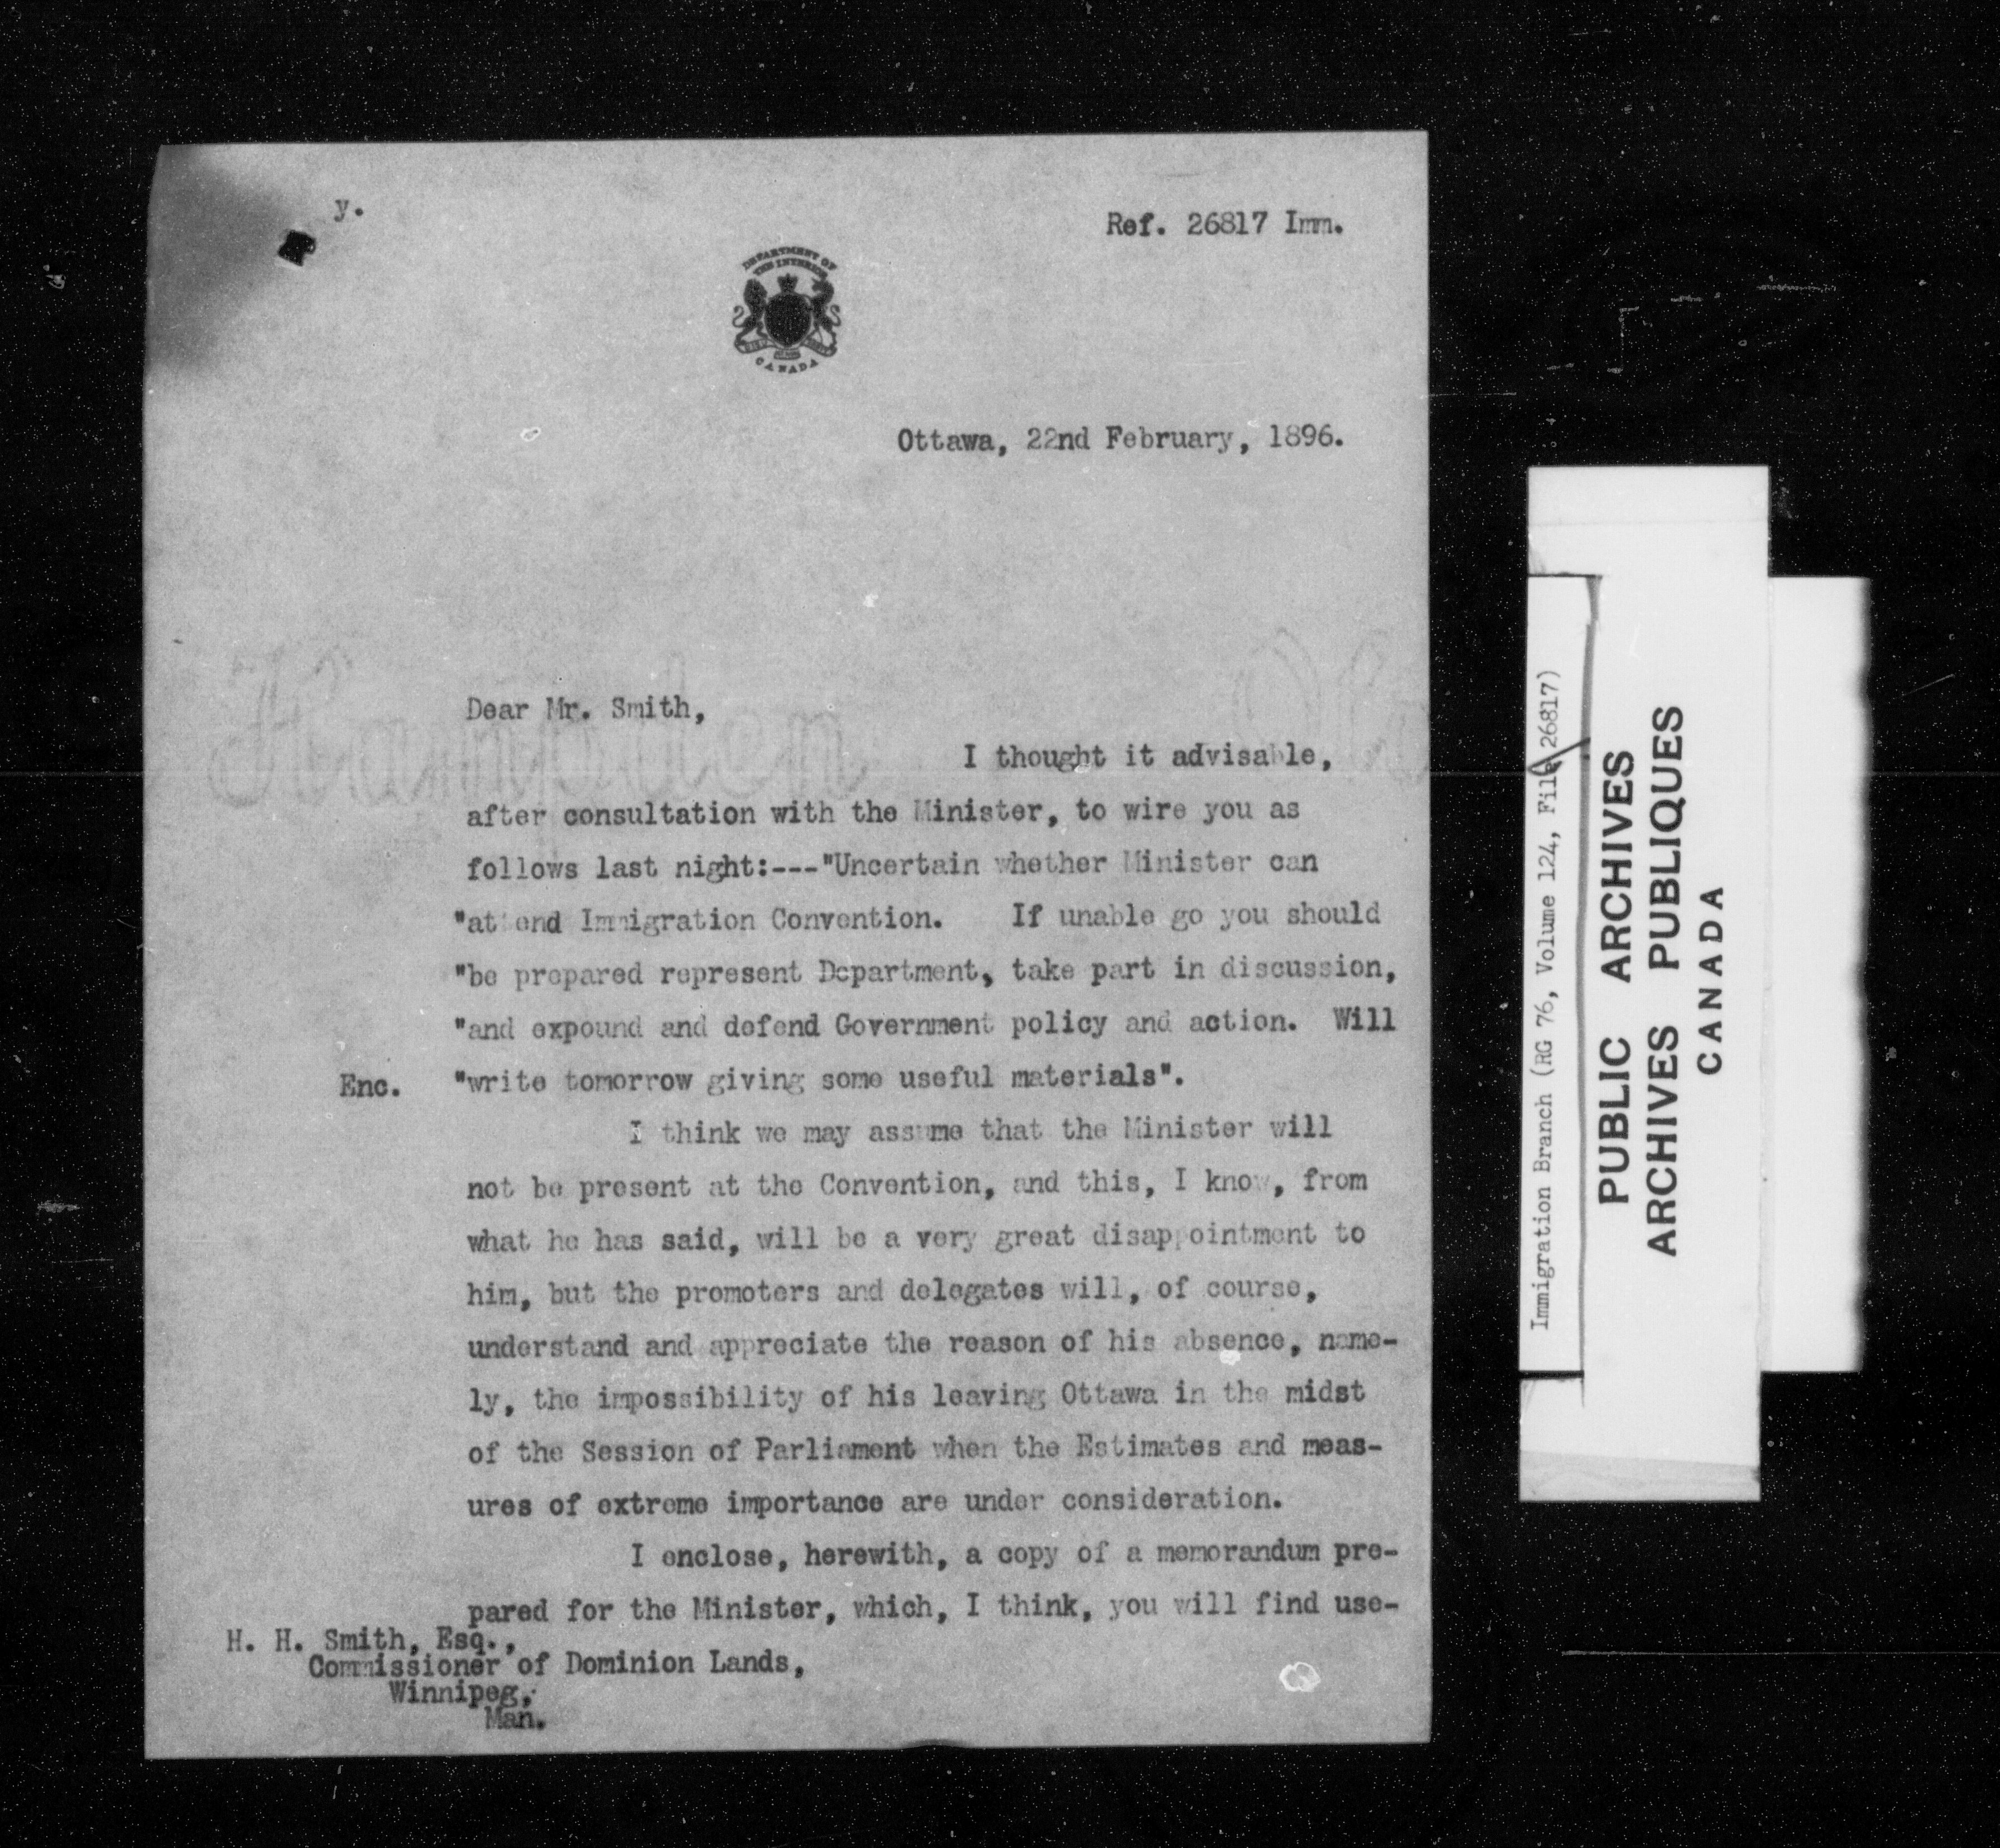 y.
Ref. 26817 Imm.
DEPARTMENT OF
THE INTERIOR
CANADA
Ottawa, 22nd February, 1896.
Dear Mr. Smith,
I thought it advisable,
after consultation with the Minister, to wire you as
follows last night:---"Uncertain whether Minister can
"attend Immigration Convention. If unable go you should
"be prepared represent Department, take part in discussion,
"and expound and defend Government policy and action. Will
Enc. "write tomorrow giving some useful materials".
I think we may assume that the Minister will
not be present at the Convention, and this, I know, from
what he has said, will be a very great disappointment to
him, but the promoters and delegates will, of course,
understand and appreciate the reason of his absence, name-
ly, the impossibility of his leaving Ottawa in the midst
of the Session of Parliament when the Estimates and meas-
ures of extreme importance are under consideration.
I enclose, herewith, a copy of a memorandum pre-
pared for the Minister, which, I think, you will find use-
H. H. Smith, Esq.,
Commissioner of Dominion Lands,
Winnipeg,
Man.
Immigration Branch (RG 76, Volume 124, File 26817)
PUBLIC ARCHIVES
ARCHIVES PUBLIQUES
CANADA